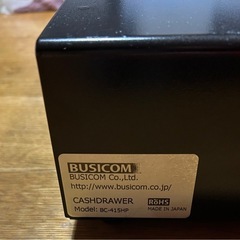 BUSICOM
BUSICOM Co.,Ltd.
http://www.busicom.co.jp/
CASHDRAWER
Model: BC-415HP
RoHS
MADE IN JAPAN